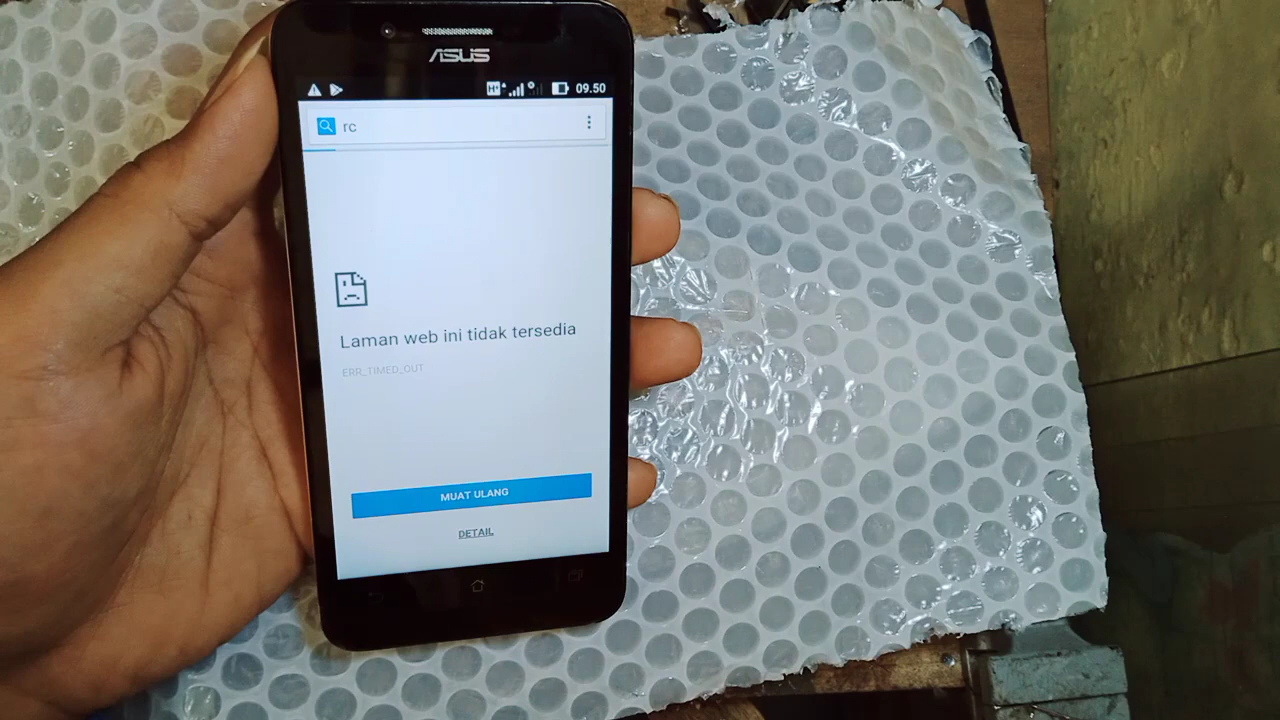 ASUS
H+ 09.50
rc
Laman web ini tidak tersedia
ERR_TIMED_OUT
MUAT ULANG
DETAIL